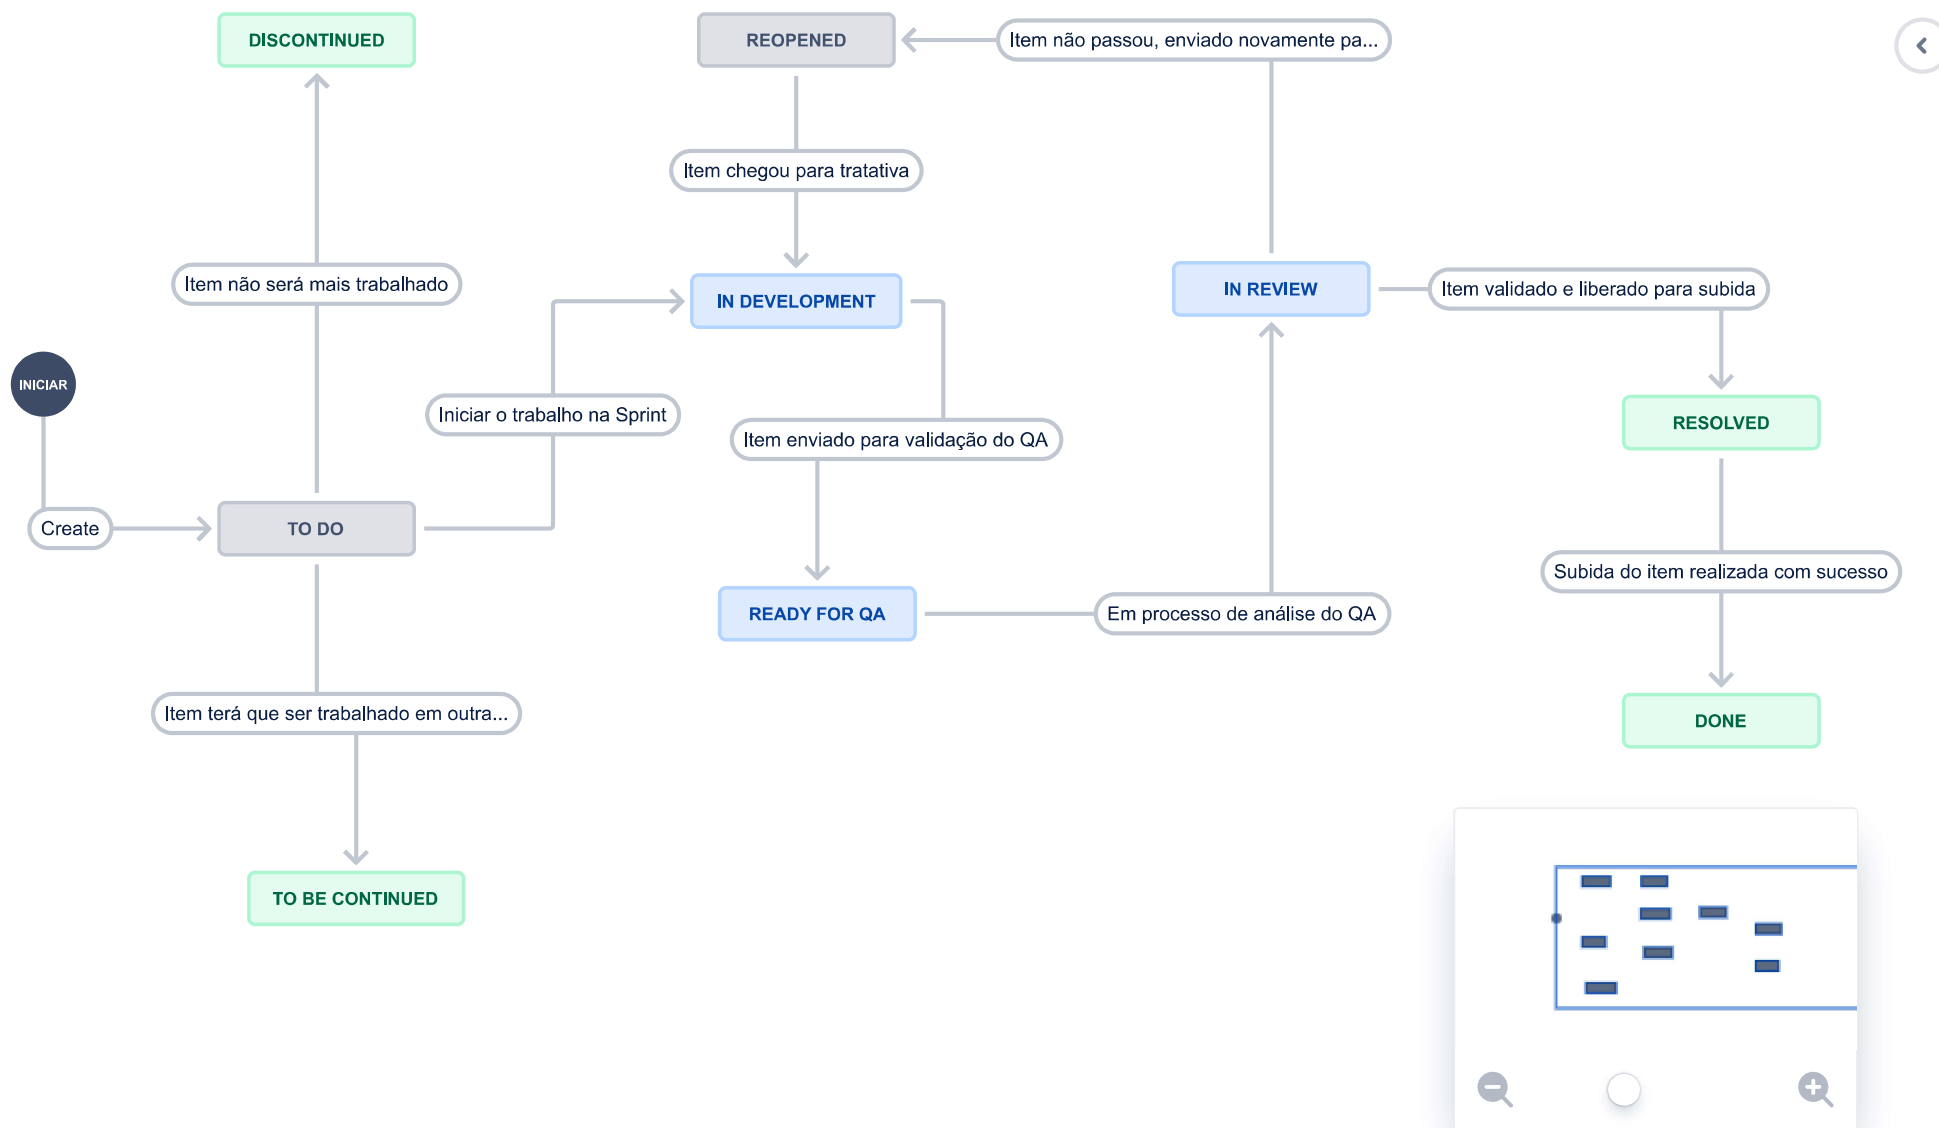 DISCONTINUED
REOPENED
Item não passou, enviado novamente pa...
Item chegou para tratativa
Item não será mais trabalhado
IN DEVELOPMENT
IN REVIEW
Item validado e liberado para subida
INICIAR
Iniciar o trabalho na Sprint
Item enviado para validação do QA
RESOLVED
Create
TO DO
Subida do item realizada com sucesso
READY FOR QA
Em processo de análise do QA
Item terá que ser trabalhado em outra...
DONE
TO BE CONTINUED